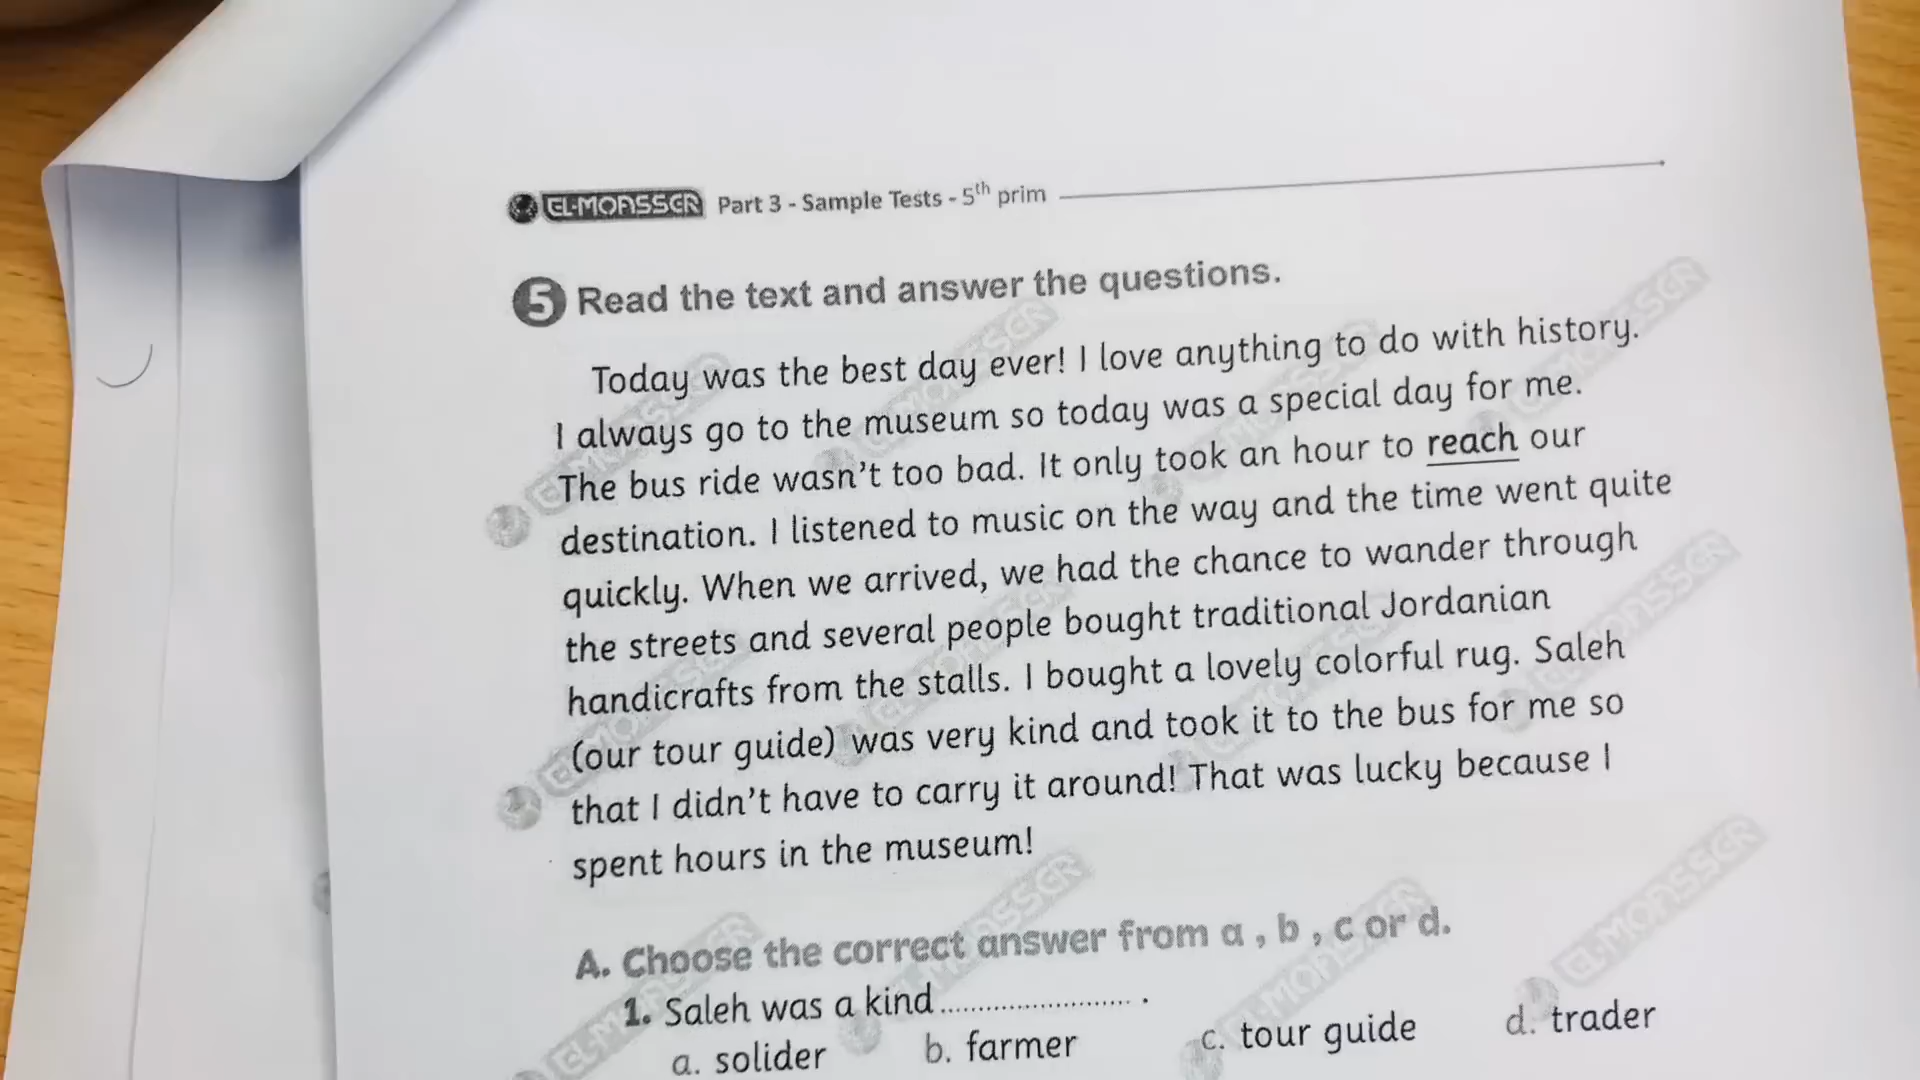 EL-MOASSER Part 3 - Sample Tests - 5th prim
5 Read the text and answer the questions.
Today was the best day ever! I love anything to do with history.
I always go to the museum so today was a special day for me.
The bus ride wasn't too bad. It only took an hour to reach our
destination. I listened to music on the way and the time went quite
quickly. When we arrived, we had the chance to wander through
the streets and several people bought traditional Jordanian
handicrafts from the stalls. I bought a lovely colorful rug. Saleh
(our tour guide) was very kind and took it to the bus for me so
that I didn't have to carry it around! That was lucky because I
spent hours in the museum!
A. Choose the correct answer from a , b , c or d.
1. Saleh was a kind ........................ .
a. solider b. farmer c. tour guide d. trader